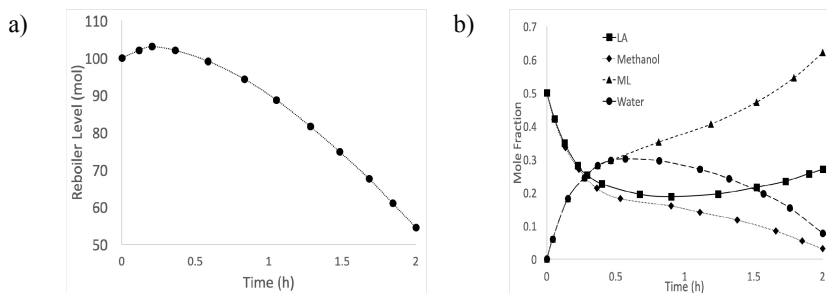 a)
110
100
90
80
70
60
50
Reboiler Level (mol)
0
0.5
1
1.5
2
Time (h)
b)
LA
Methanol
ML
Water
0.7
0.6
0.5
0.4
0.3
0.2
0.1
0
Mole Fraction
0
0.5
1
1.5
2
Time (h)